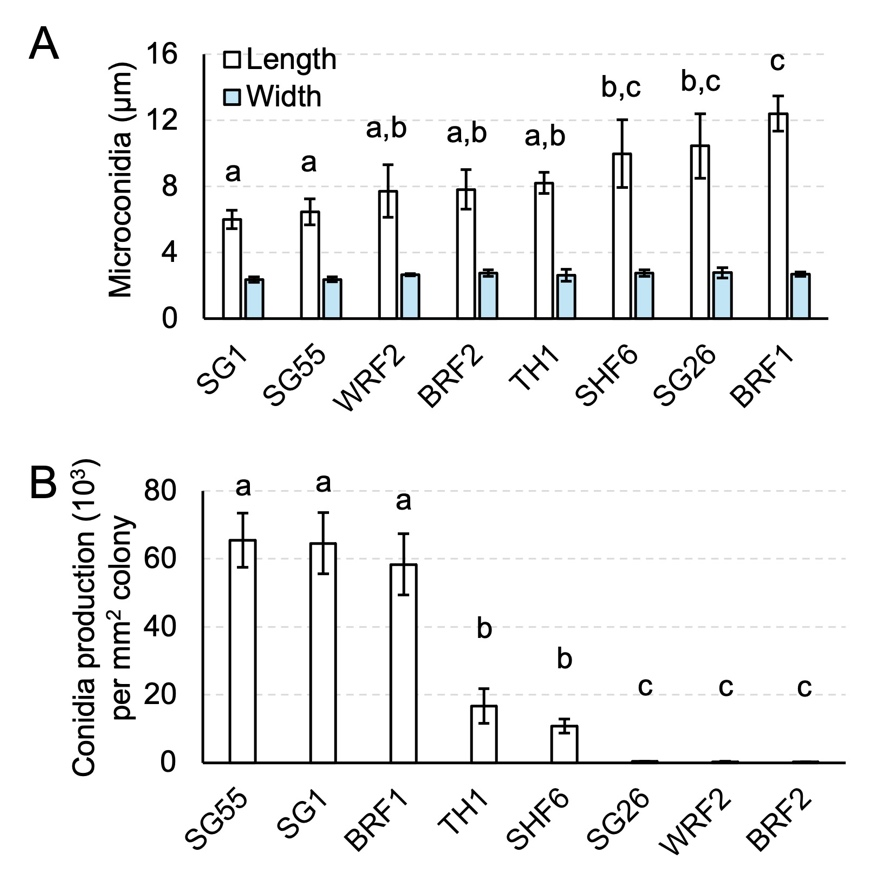 A
Microconidia (μm)
16
12
8
4
0
Length
Width
a
a
a,b
a,b
a,b
b,c
b,c
c
SG1
SG55
WRF2
BRF2
TH1
SHF6
SG26
BRF1
B
Conidia production (10³)
per mm² colony
80
60
40
20
0
a
a
a
b
b
c
c
c
SG55
SG1
BRF1
TH1
SHF6
SG26
WRF2
BRF2